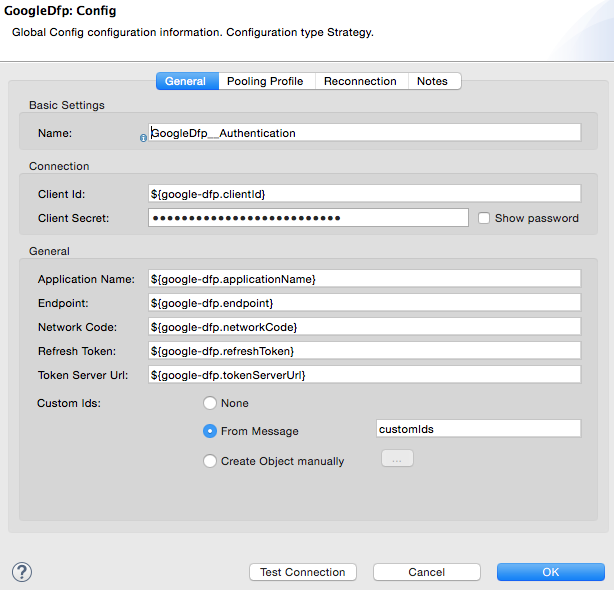 GoogleDfp: Config
Global Config configuration information. Configuration type Strategy.
General Pooling Profile Reconnection Notes
Basic Settings
Name: GoogleDfp__Authentication
Connection
Client Id: ${google-dfp.clientId}
Client Secret: ••••••••••••••••••••••••••
Show password
General
Application Name: ${google-dfp.applicationName}
Endpoint: ${google-dfp.endpoint}
Network Code: ${google-dfp.networkCode}
Refresh Token: ${google-dfp.refreshToken}
Token Server Url: ${google-dfp.tokenServerUrl}
Custom Ids: None
From Message customIds
Create Object manually ...
? Test Connection Cancel OK